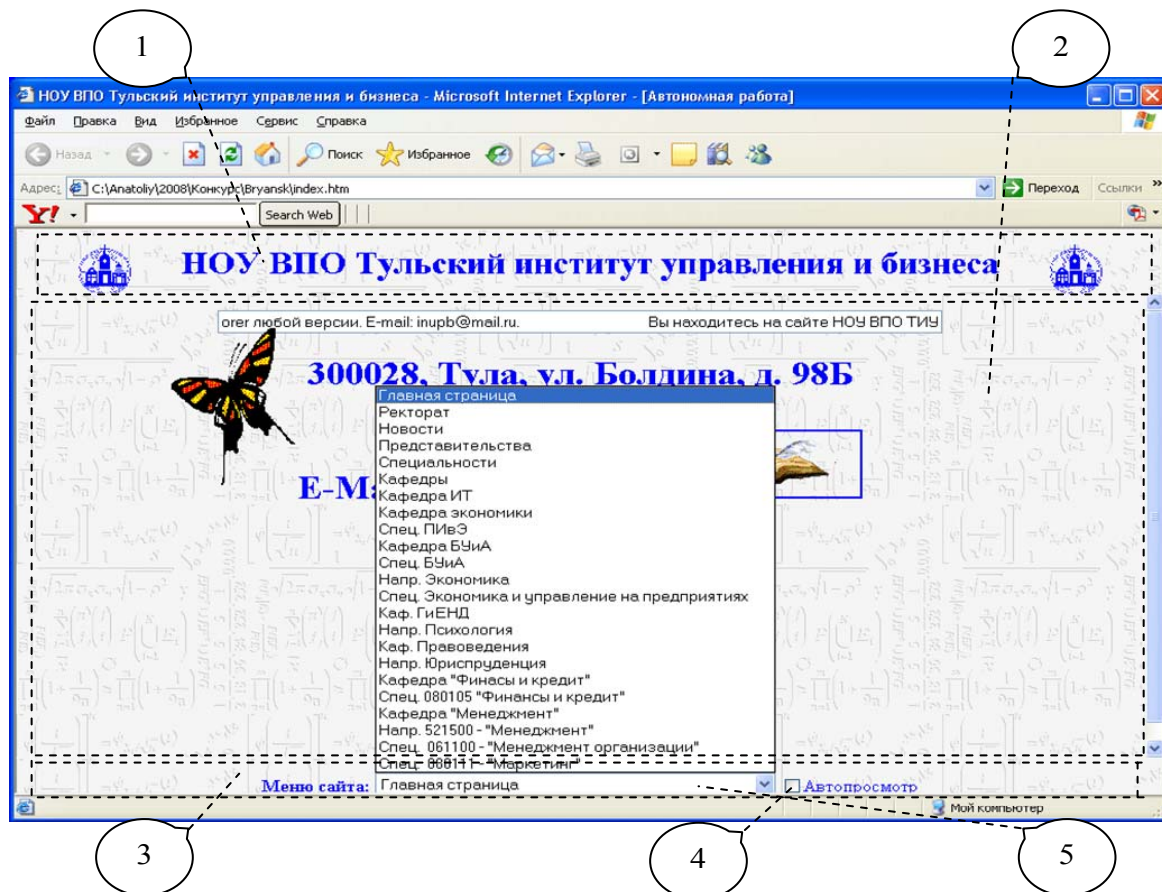 1
2
НОУ ВПО Тульский институт управления и бизнеса - Microsoft Internet Explorer - [Автономная работа]
Файл Правка Вид Избранное Сервис Справка
Назад Поиск Избранное
Адрес: C:\Anatoliy\2008\Конкурс\Bryansk\index.htm Переход Ссылки »
Y! Search Web
НОУ ВПО Тульский институт управления и бизнеса
orer любой версии. E-mail: inupb@mail.ru. Вы находитесь на сайте НОУ ВПО ТИУ
300028, Тула, ул. Болдина, д. 98Б
E-Ma
Главная страница
Ректорат
Новости
Представительства
Специальности
Кафедры
Кафедра ИТ
Кафедра экономики
Спец. ПИвЭ
Кафедра БУиА
Спец. БУиА
Напр. Экономика
Спец. Экономика и управление на предприятиях
Каф. ГиЕНД
Напр. Психология
Каф. Правоведения
Напр. Юриспруденция
Кафедра "Финасы и кредит"
Спец. 080105 "Финансы и кредит"
Кафедра "Менеджмент"
Напр. 521500 - "Менеджмент"
Спец. 061100 - "Менеджмент организации"
Спец. 080111 - "Маркетинг"
Меню сайта: Главная страница Автопросмотр
Мой компьютер
3
4
5